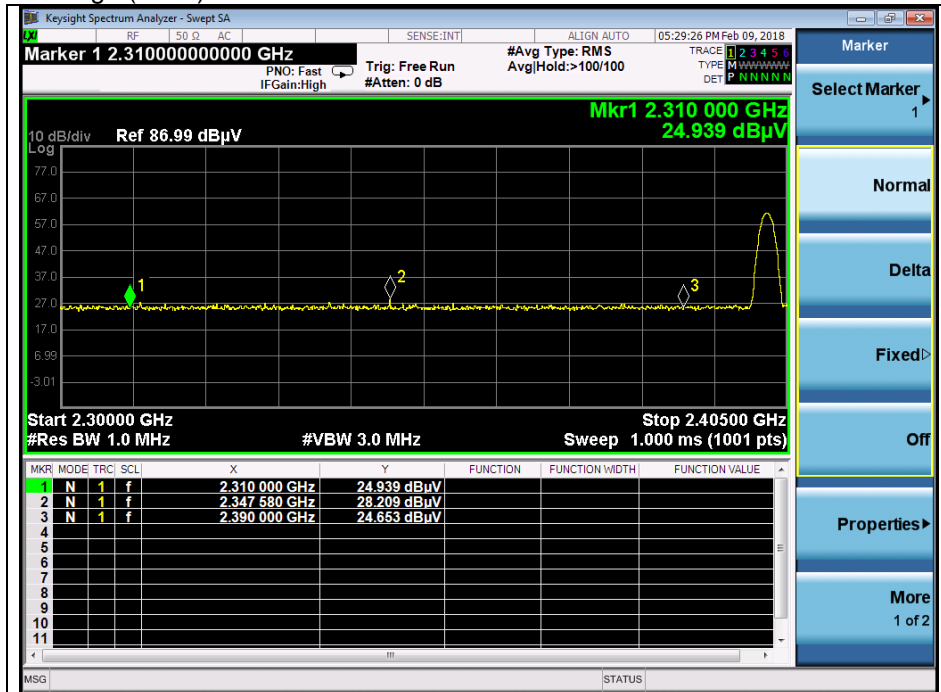 Keysight Spectrum Analyzer - Swept SA
LXI RF 50 Ω AC SENSE:INT ALIGN AUTO 05:29:26 PM Feb 09, 2018
Marker 1 2.310000000000 GHz
PNO: Fast
IFGain:High
Trig: Free Run
#Atten: 0 dB
#Avg Type: RMS
Avg|Hold:>100/100
TRACE 1 2 3 4 5 6
TYPE M WWWWW
DET P N N N N N
Mkr1 2.310 000 GHz
24.939 dBµV
10 dB/div Ref 86.99 dBµV
Log
77.0
67.0
57.0
47.0
37.0
27.0
17.0
6.99
-3.01
1
2
3
Start 2.30000 GHz Stop 2.40500 GHz
#Res BW 1.0 MHz #VBW 3.0 MHz Sweep 1.000 ms (1001 pts)
MKR MODE TRC SCL X Y FUNCTION FUNCTION WIDTH FUNCTION VALUE
1 N 1 f 2.310 000 GHz 24.939 dBµV
2 N 1 f 2.347 580 GHz 28.209 dBµV
3 N 1 f 2.390 000 GHz 24.653 dBµV
4
5
6
7
8
9
10
11
MSG STATUS
Marker
Select Marker
1
Normal
Delta
Fixed
Off
Properties
More
1 of 2